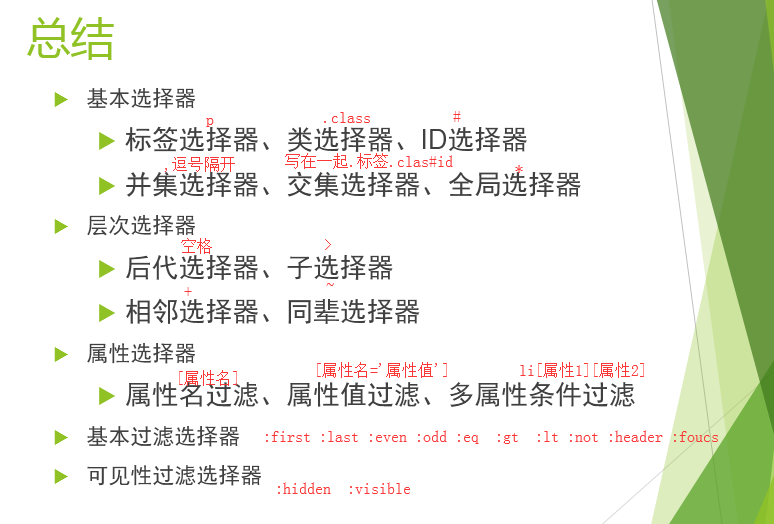 总结
基本选择器
p .class #
标签选择器、类选择器、ID选择器
,逗号隔开 写在一起.标签.clas#id *
并集选择器、交集选择器、全局选择器
层次选择器
空格 >
后代选择器、子选择器
+ ~
相邻选择器、同辈选择器
属性选择器
[属性名] [属性名='属性值'] li[属性1][属性2]
属性名过滤、属性值过滤、多属性条件过滤
基本过滤选择器 :first :last :even :odd :eq :gt :lt :not :header :foucs
可见性过滤选择器
:hidden :visible